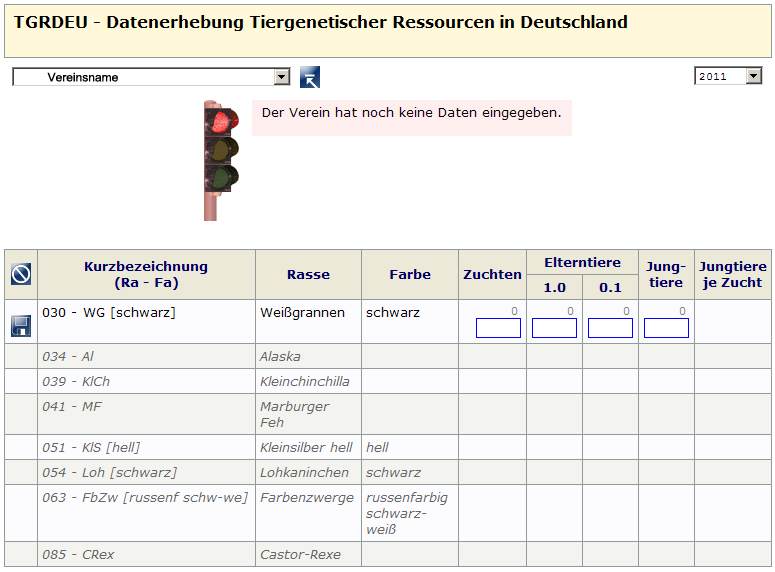 TGRDEU - Datenerhebung Tiergenetischer Ressourcen in Deutschland
Vereinsname
2011
Der Verein hat noch keine Daten eingegeben.
Kurzbezeichnung (Ra - Fa) Rasse Farbe Zuchten Elterntiere 1.0 0.1 Jung-tiere Jungtiere je Zucht
030 - WG [schwarz] Weißgrannen schwarz 0 0 0 0
034 - Al Alaska
039 - KlCh Kleinchinchilla
041 - MF Marburger
Feh
051 - KlS [hell] Kleinsilber hell hell
054 - Loh [schwarz] Lohkaninchen schwarz
063 - FbZw [russenf schw-we] Farbenzwerge russenfarbig
schwarz-
weiß
085 - CRex Castor-Rexe